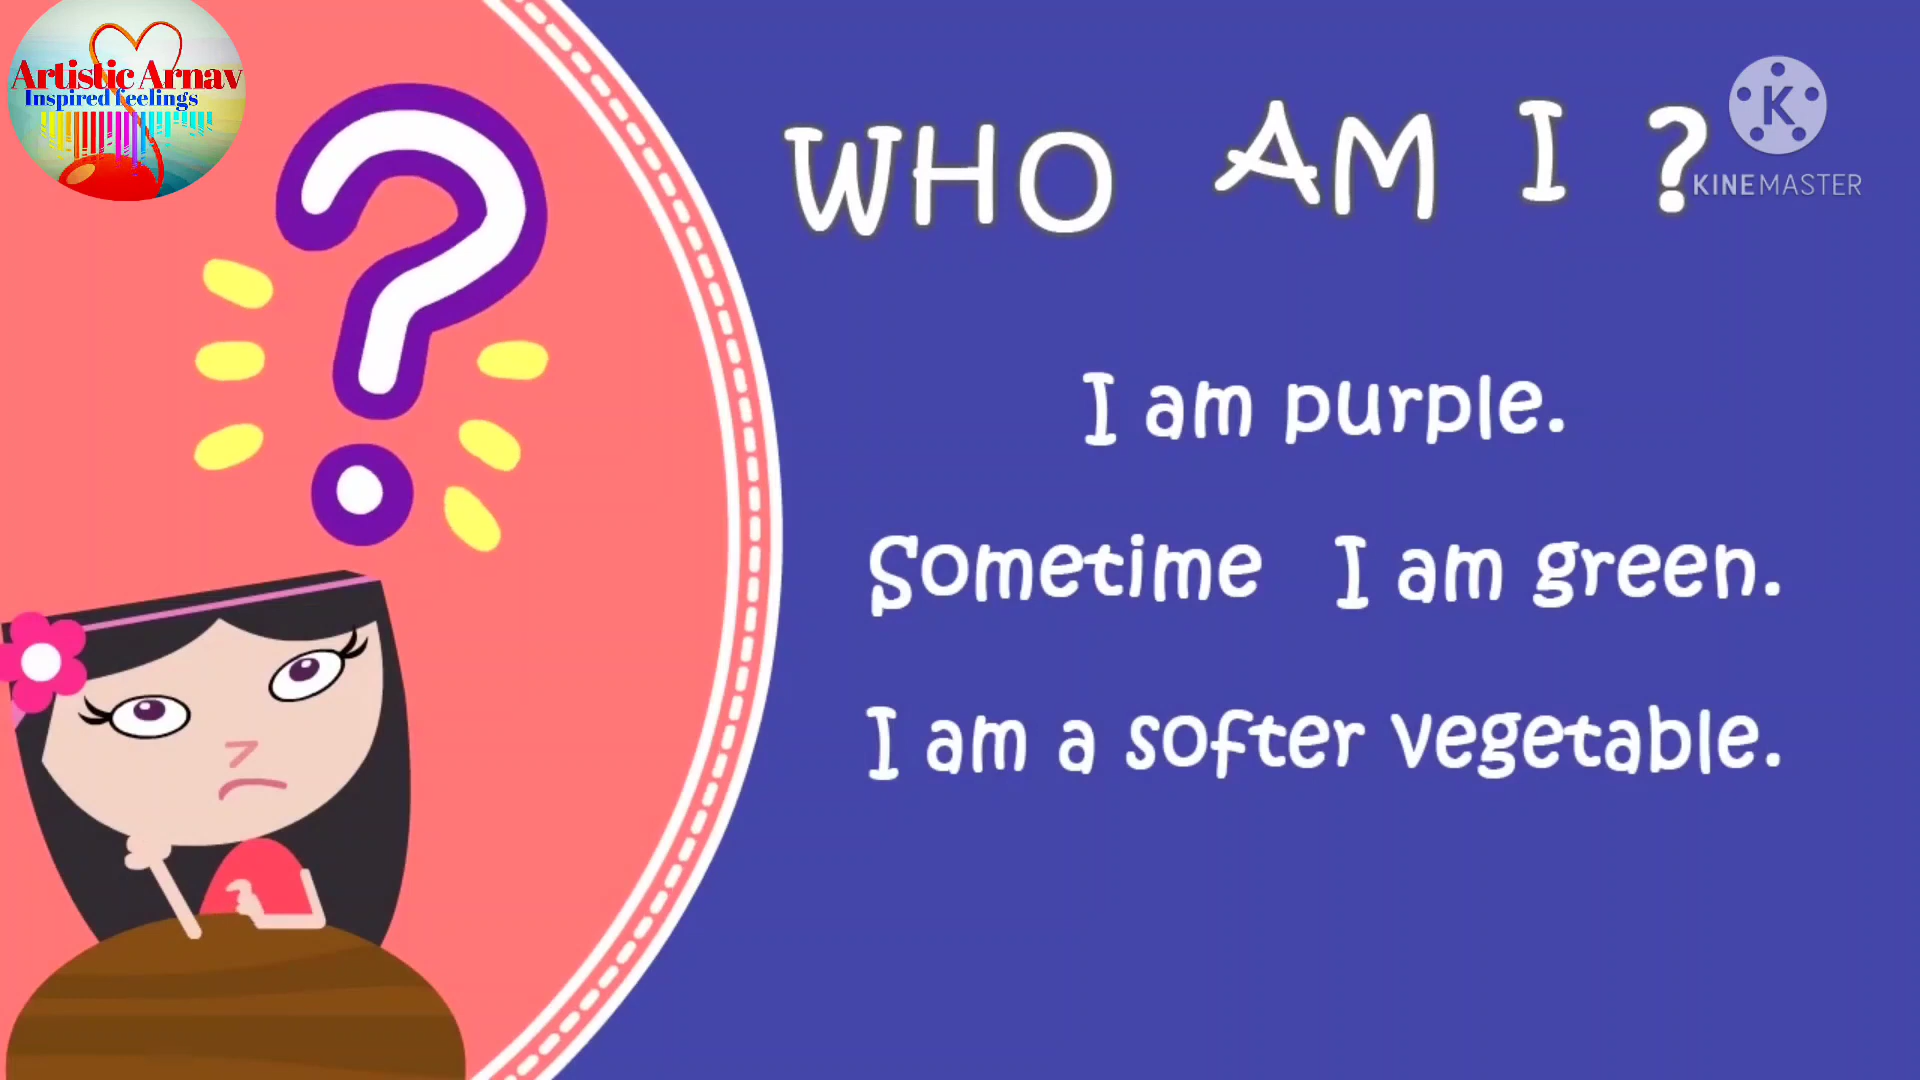 Artistic Arnav
Inspired feelings
WHO AM I ?
KINEMASTER
I am purple.
Sometime I am green.
I am a softer vegetable.